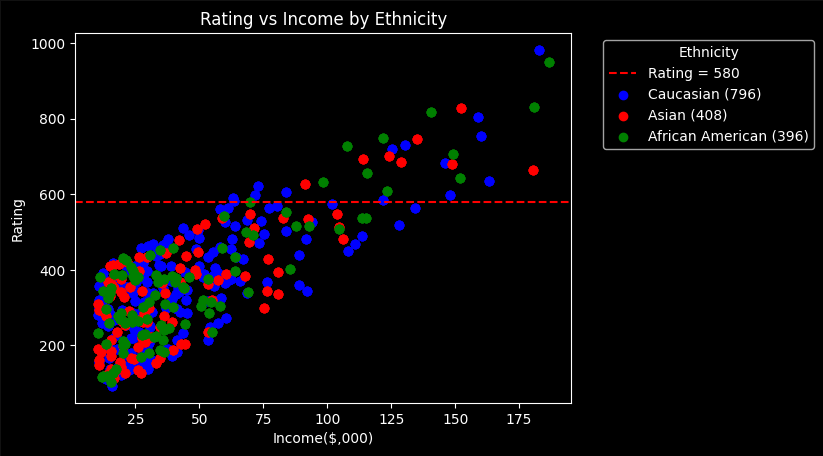 Rating vs Income by Ethnicity
1000
800
600
400
200
Rating
25 50 75 100 125 150 175
Income($,000)
Ethnicity
Rating = 580
Caucasian (796)
Asian (408)
African American (396)